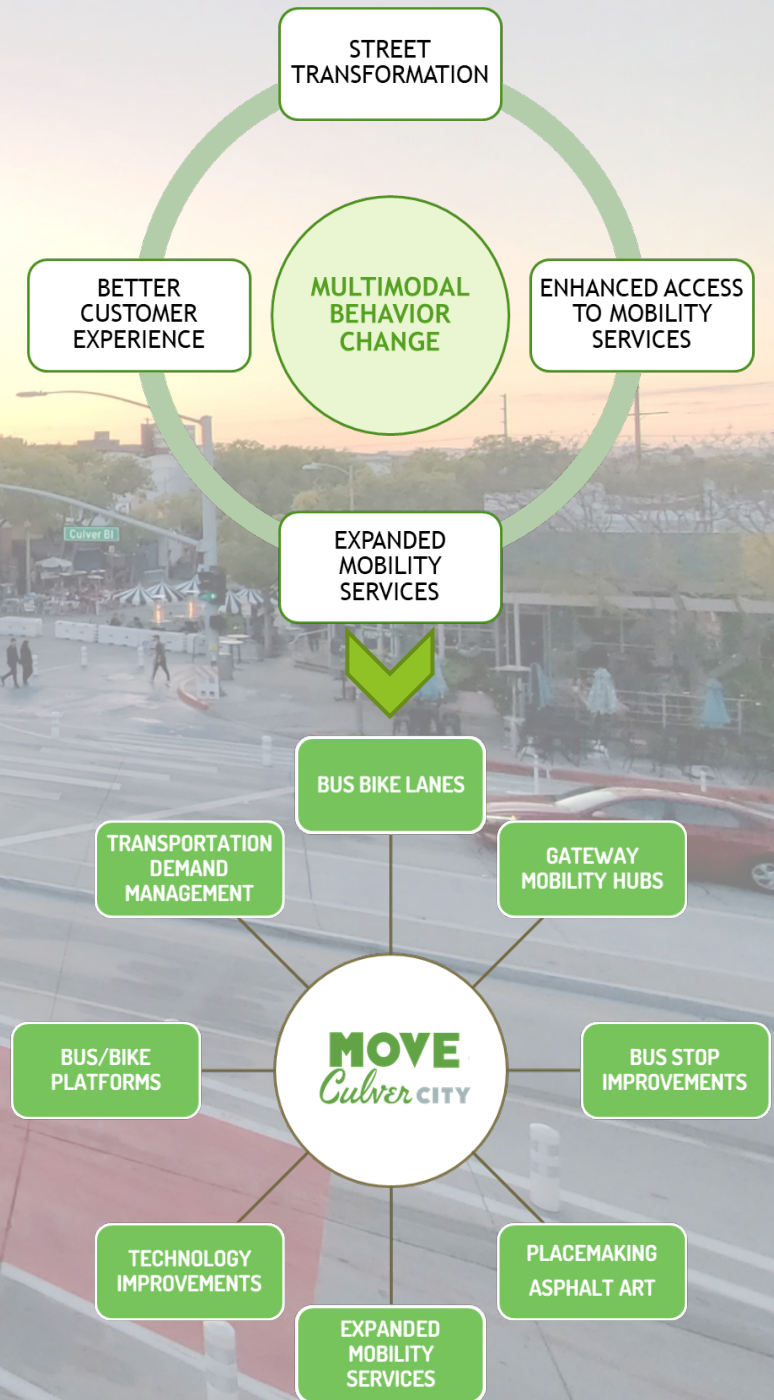 STREET
TRANSFORMATION
BETTER
CUSTOMER
EXPERIENCE
MULTIMODAL
BEHAVIOR
CHANGE
ENHANCED ACCESS
TO MOBILITY
SERVICES
Culver Bl
EXPANDED
MOBILITY
SERVICES
BUS BIKE LANES
TRANSPORTATION
DEMAND
MANAGEMENT
GATEWAY
MOBILITY HUBS
BUS/BIKE
PLATFORMS
MOVE
Culver CITY
BUS STOP
IMPROVEMENTS
TECHNOLOGY
IMPROVEMENTS
PLACEMAKING
ASPHALT ART
EXPANDED
MOBILITY
SERVICES